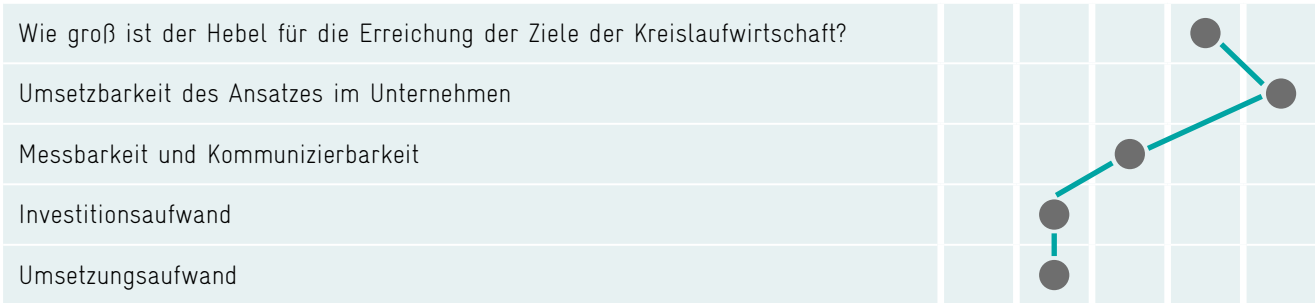 Wie groß ist der Hebel für die Erreichung der Ziele der Kreislaufwirtschaft?
Umsetzbarkeit des Ansatzes im Unternehmen
Messbarkeit und Kommunizierbarkeit
Investitionsaufwand
Umsetzungsaufwand